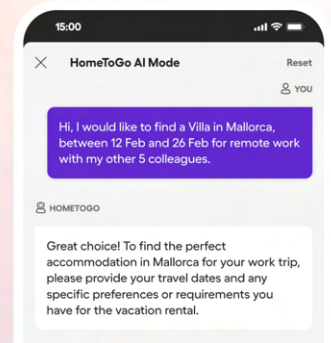 15:00
HomeToGo AI Mode
Reset
YOU
Hi, I would like to find a Villa in Mallorca,
between 12 Feb and 26 Feb for remote work
with my other 5 colleagues.
HOMETOGO
Great choice! To find the perfect
accommodation in Mallorca for your work trip,
please provide your travel dates and any
specific preferences or requirements you
have for the vacation rental.